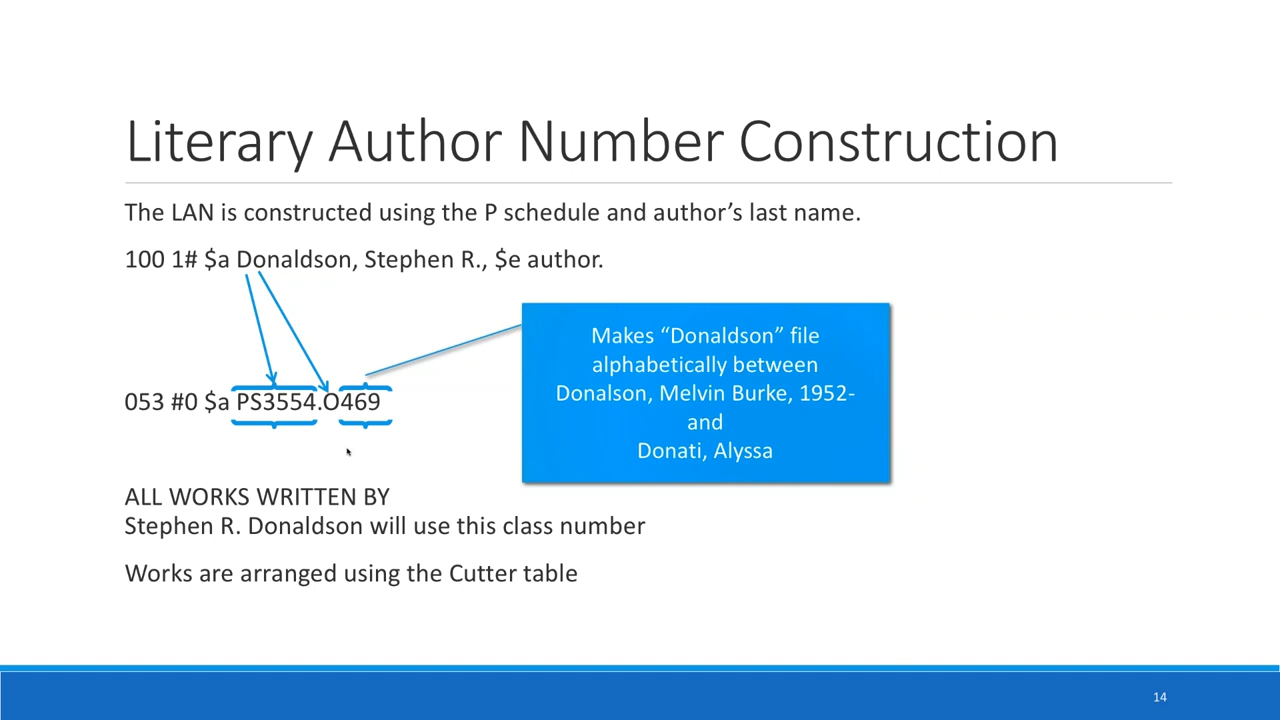 Literary Author Number Construction
The LAN is constructed using the P schedule and author’s last name.
100 1# $a Donaldson, Stephen R., $e author.
Makes “Donaldson” file
alphabetically between
Donalson, Melvin Burke, 1952-
and
Donati, Alyssa
053 #0 $a PS3554.O469
ALL WORKS WRITTEN BY
Stephen R. Donaldson will use this class number
Works are arranged using the Cutter table
14